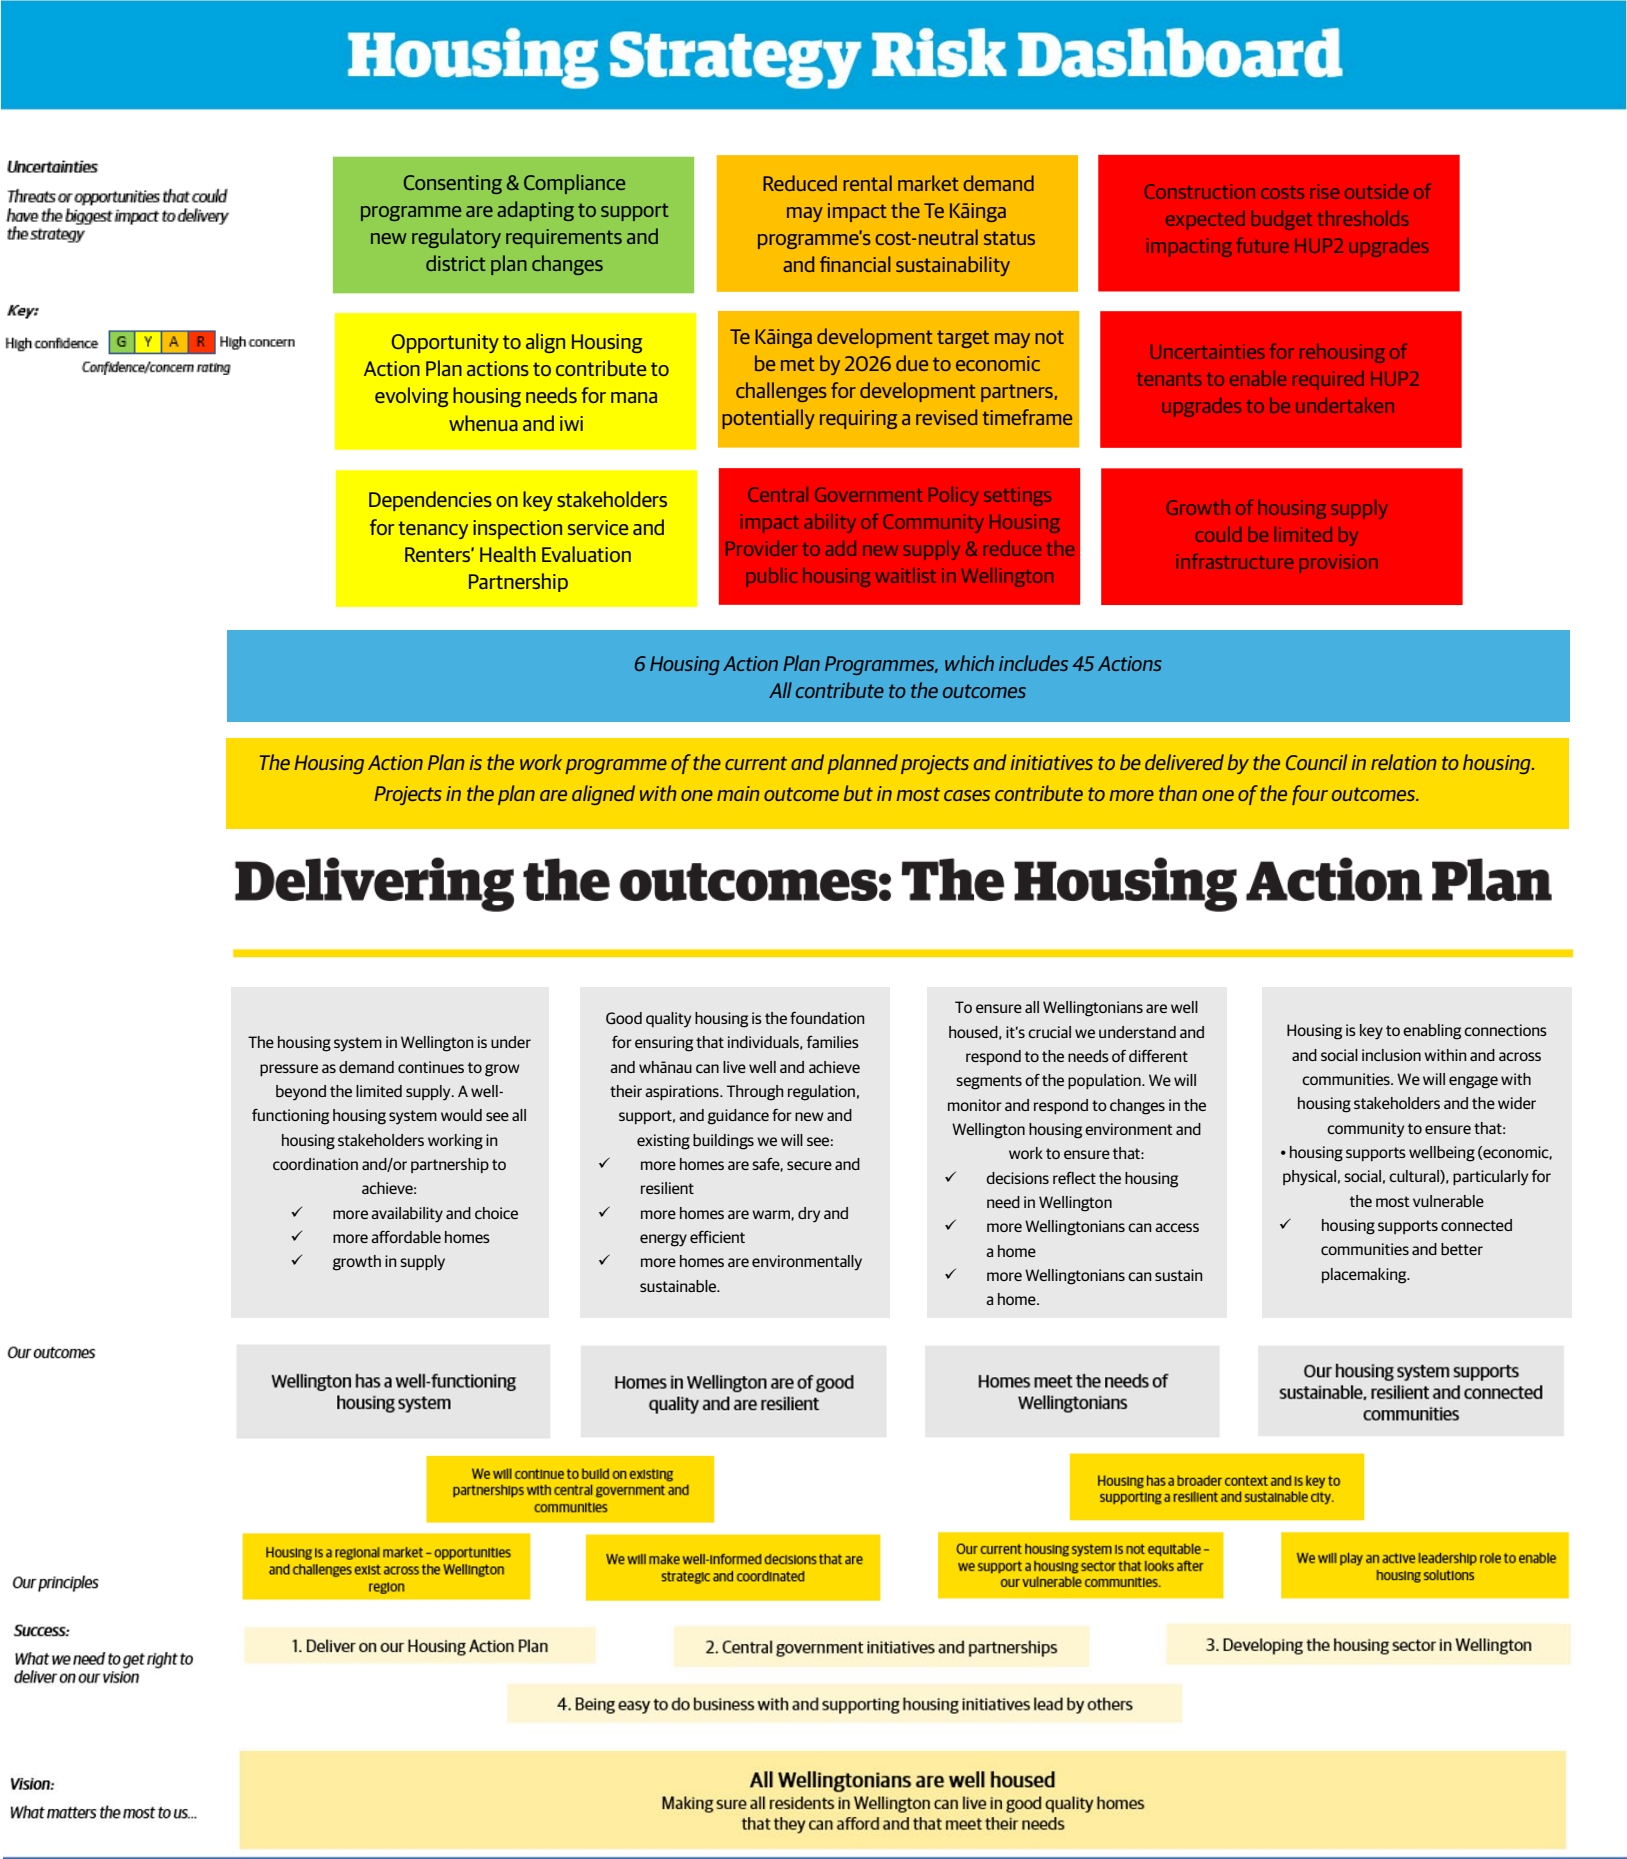 Housing Strategy Risk Dashboard
Uncertainties
Threats or opportunities that could
have the biggest impact to delivery
the strategy
Key:
High confidence G Y A R High concern
Confidence/concern rating
Consenting & Compliance
programme are adapting to support
new regulatory requirements and
district plan changes
Reduced rental market demand
may impact the Te Kāinga
programme's cost-neutral status
and financial sustainability
Construction costs rise outside of
expected budget thresholds
impacting future HUP2 upgrades
Opportunity to align Housing
Action Plan actions to contribute to
evolving housing needs for mana
whenua and iwi
Te Kāinga development target may not
be met by 2026 due to economic
challenges for development partners,
potentially requiring a revised timeframe
Uncertainties for rehousing of
tenants to enable required HUP2
upgrades to be undertaken
Dependencies on key stakeholders
for tenancy inspection service and
Renters' Health Evaluation
Partnership
Central Government Policy settings
impact ability of Community Housing
Provider to add new supply & reduce the
public housing waitlist in Wellington
Growth of housing supply
could be limited by
infrastructure provision
6 Housing Action Plan Programmes, which includes 45 Actions
All contribute to the outcomes
The Housing Action Plan is the work programme of the current and planned projects and initiatives to be delivered by the Council in relation to housing.
Projects in the plan are aligned with one main outcome but in most cases contribute to more than one of the four outcomes.
Delivering the outcomes: The Housing Action Plan
The housing system in Wellington is under
pressure as demand continues to grow
beyond the limited supply. A well-
functioning housing system would see all
housing stakeholders working in
coordination and/or partnership to
achieve:
✓ more availability and choice
✓ more affordable homes
✓ growth in supply
Good quality housing is the foundation
for ensuring that individuals, families
and whānau can live well and achieve
their aspirations. Through regulation,
support, and guidance for new and
existing buildings we will see:
✓ more homes are safe, secure and
resilient
✓ more homes are warm, dry and
energy efficient
✓ more homes are environmentally
sustainable.
To ensure all Wellingtonians are well
housed, it's crucial we understand and
respond to the needs of different
segments of the population. We will
monitor and respond to changes in the
Wellington housing environment and
work to ensure that:
✓ decisions reflect the housing
need in Wellington
✓ more Wellingtonians can access
a home
✓ more Wellingtonians can sustain
a home.
Housing is key to enabling connections
and social inclusion within and across
communities. We will engage with
housing stakeholders and the wider
community to ensure that:
• housing supports wellbeing (economic,
physical, social, cultural), particularly for
the most vulnerable
✓ housing supports connected
communities and better
placemaking.
Our outcomes
Wellington has a well-functioning
housing system
Homes in Wellington are of good
quality and are resilient
Homes meet the needs of
Wellingtonians
Our housing system supports
sustainable, resilient and connected
communities
We will continue to build on existing
partnerships with central government and
communities
Housing has a broader context and is key to
supporting a resilient and sustainable city.
Our principles
Housing is a regional market – opportunities
and challenges exist across the Wellington
region
We will make well-informed decisions that are
strategic and coordinated
Our current housing system is not equitable –
we support a housing sector that looks after
our vulnerable communities.
We will play an active leadership role to enable
housing solutions
Success:
What we need to get right to
deliver on our vision
1. Deliver on our Housing Action Plan
2. Central government initiatives and partnerships
3. Developing the housing sector in Wellington
4. Being easy to do business with and supporting housing initiatives lead by others
Vision:
What matters the most to us...
All Wellingtonians are well housed
Making sure all residents in Wellington can live in good quality homes
that they can afford and that meet their needs